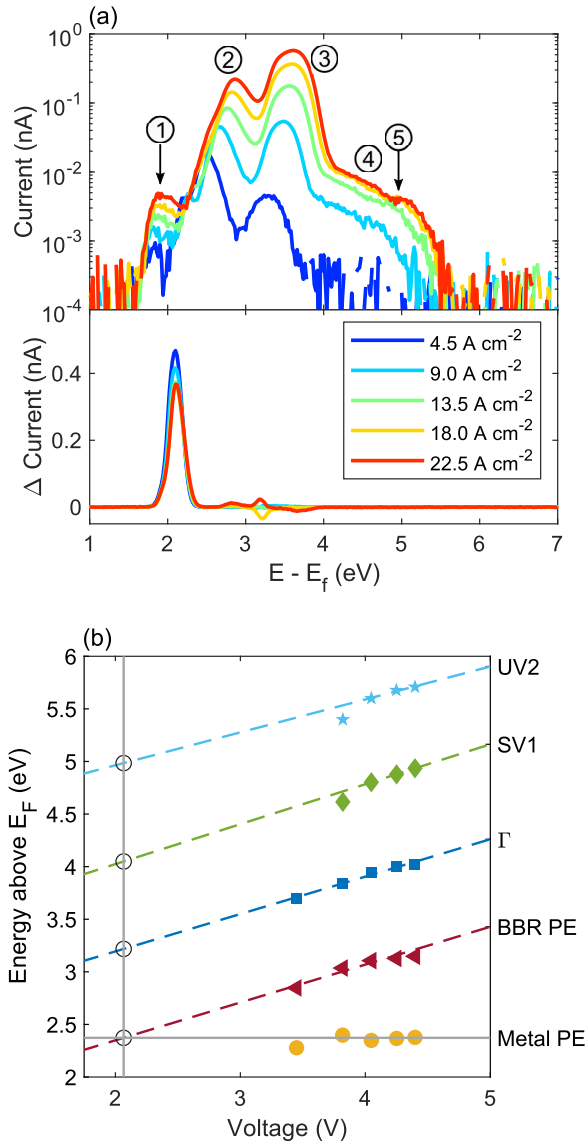 (a)
10⁰
10⁻¹
10⁻²
10⁻³
10⁻⁴
Current (nA)
① ② ③ ④ ⑤
0.4
0.2
0
Δ Current (nA)
4.5 A cm⁻²
9.0 A cm⁻²
13.5 A cm⁻²
18.0 A cm⁻²
22.5 A cm⁻²
1 2 3 4 5 6 7
E - E_f (eV)
(b)
6
5.5
5
4.5
4
3.5
3
2.5
2
Energy above E_F (eV)
UV2
SV1
Γ
BBR PE
Metal PE
2 3 4 5
Voltage (V)